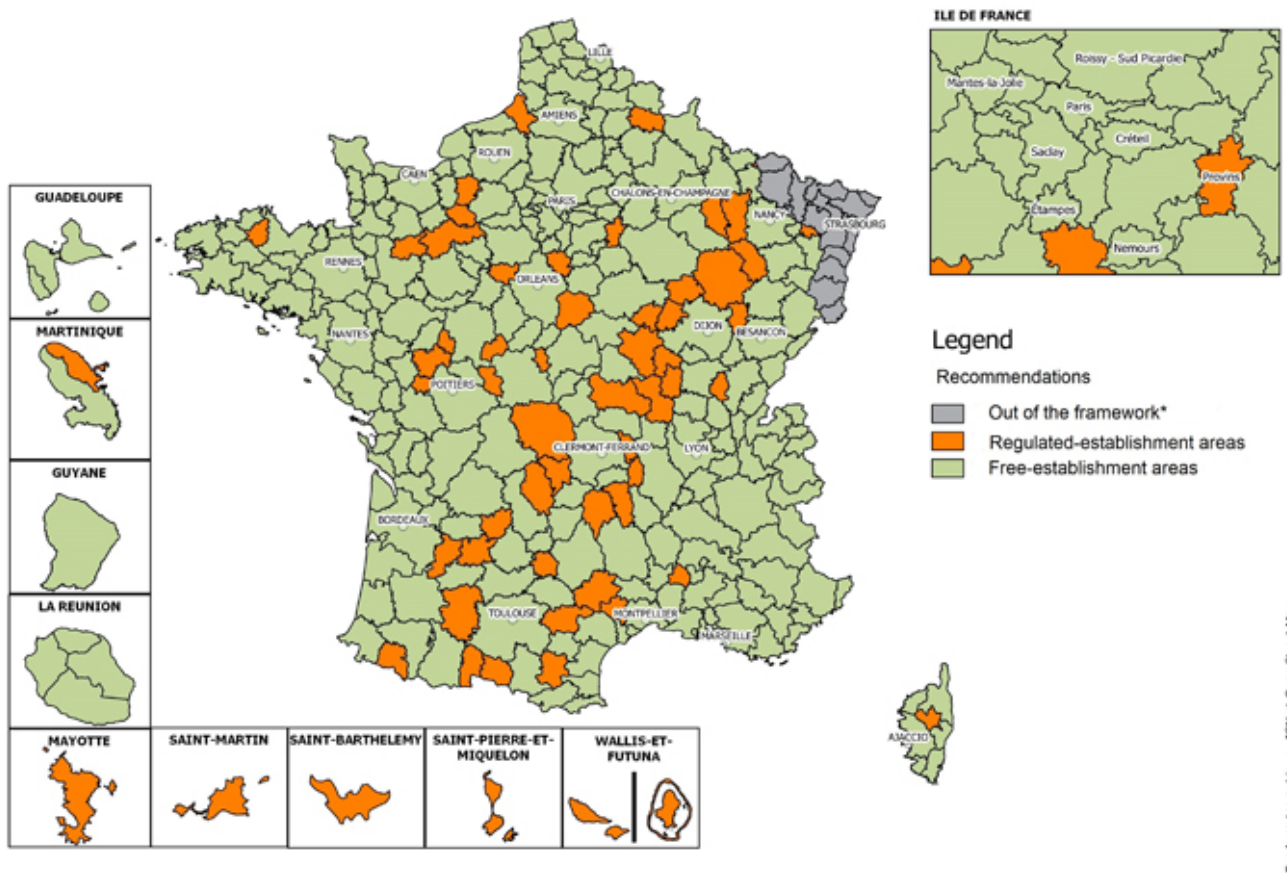 ILE DE FRANCE
Roissy - Sud Picardie
Mantes-la-Jolie
Paris
Créteil
Saclay
Provins
Étampes
Nemours
LILLE
AMIENS
ROUEN
CAEN
PARIS
CHALONS-EN-CHAMPAGNE
NANCY
STRASBOURG
RENNES
ORLEANS
NANTES
DIJON
BESANCON
POITIERS
CLERMONT-FERRAND
LYON
BORDEAUX
TOULOUSE
MONTPELLIER
MARSEILLE
AJACCIO
GUADELOUPE
MARTINIQUE
GUYANE
LA REUNION
MAYOTTE
SAINT-MARTIN
SAINT-BARTHELEMY
SAINT-PIERRE-ET-
MIQUELON
WALLIS-ET-
FUTUNA
Legend
Recommendations
Out of the framework*
Regulated-establishment areas
Free-establishment areas